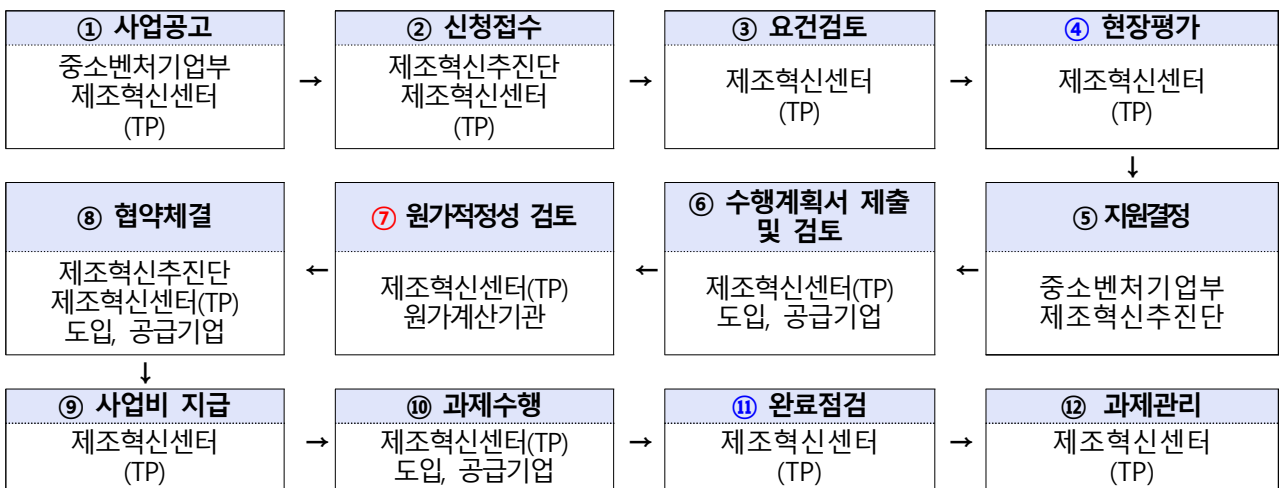 ① 사업공고
중소벤처기업부
제조혁신센터
(TP)
→
② 신청접수
제조혁신추진단
제조혁신센터
(TP)
→
③ 요건검토
제조혁신센터
(TP)
→
④ 현장평가
제조혁신센터
(TP)
↓
⑤ 지원결정
중소벤처기업부
제조혁신추진단
←
⑥ 수행계획서 제출
및 검토
제조혁신센터(TP)
도입, 공급기업
←
⑦ 원가적정성 검토
제조혁신센터(TP)
원가계산기관
←
⑧ 협약체결
제조혁신추진단
제조혁신센터(TP)
도입, 공급기업
↓
⑨ 사업비 지급
제조혁신센터
(TP)
→
⑩ 과제수행
제조혁신센터(TP)
도입, 공급기업
→
⑪ 완료점검
제조혁신센터
(TP)
→
⑫ 과제관리
제조혁신센터
(TP)